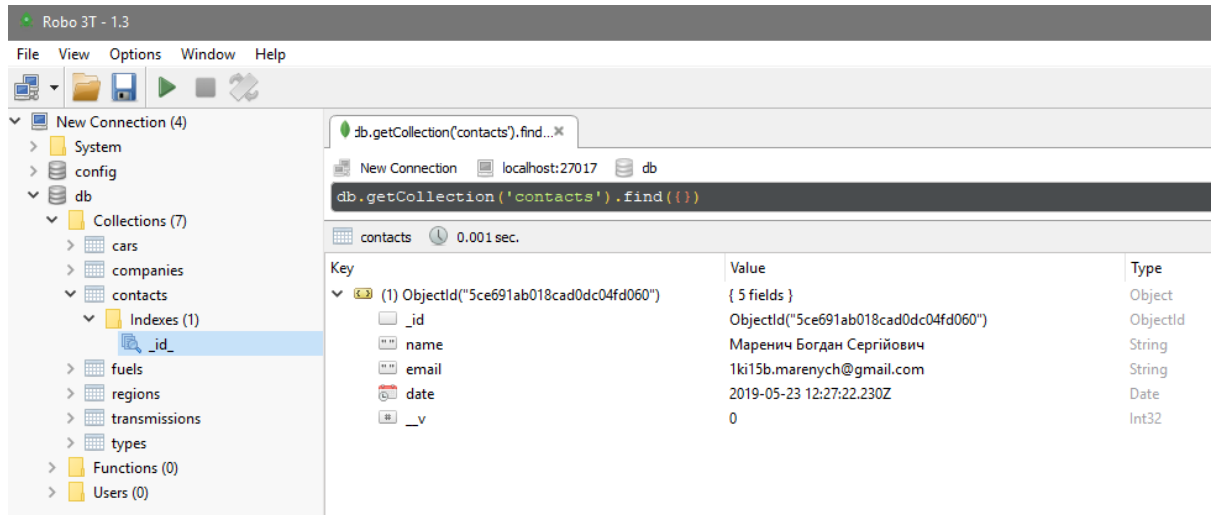 Robo 3T - 1.3
File View Options Window Help
New Connection (4)
System
config
db
Collections (7)
cars
companies
contacts
Indexes (1)
_id_
fuels
regions
transmissions
types
Functions (0)
Users (0)
db.getCollection('contacts').find...
New Connection localhost:27017 db
db.getCollection('contacts').find({})
contacts 0.001 sec.
Key Value Type
(1) ObjectId("5ce691ab018cad0dc04fd060") { 5 fields } Object
_id ObjectId("5ce691ab018cad0dc04fd060") ObjectId
name Маренич Богдан Сергійович String
email 1ki15b.marenych@gmail.com String
date 2019-05-23 12:27:22.230Z Date
__v 0 Int32